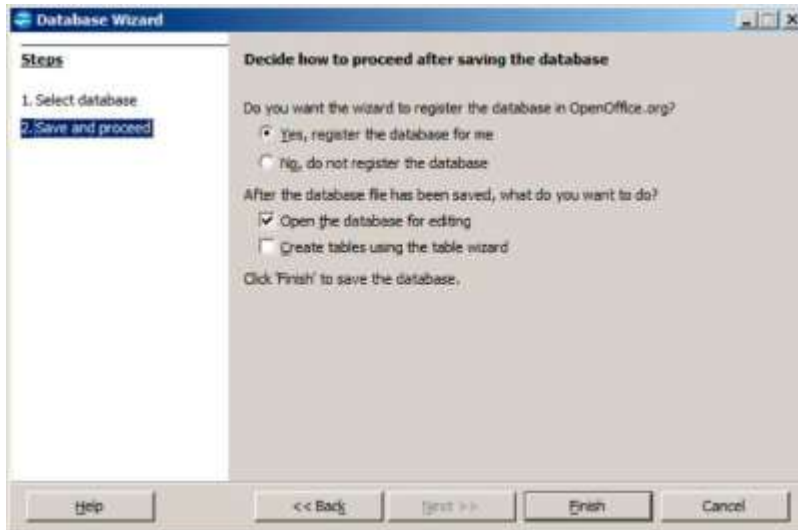 Database Wizard
Steps
1. Select database
2. Save and proceed
Decide how to proceed after saving the database
Do you want the wizard to register the database in OpenOffice.org?
Yes, register the database for me
No, do not register the database
After the database file has been saved, what do you want to do?
Open the database for editing
Create tables using the table wizard
Click 'Finish' to save the database.
Help
<< Back
Next >>
Finish
Cancel